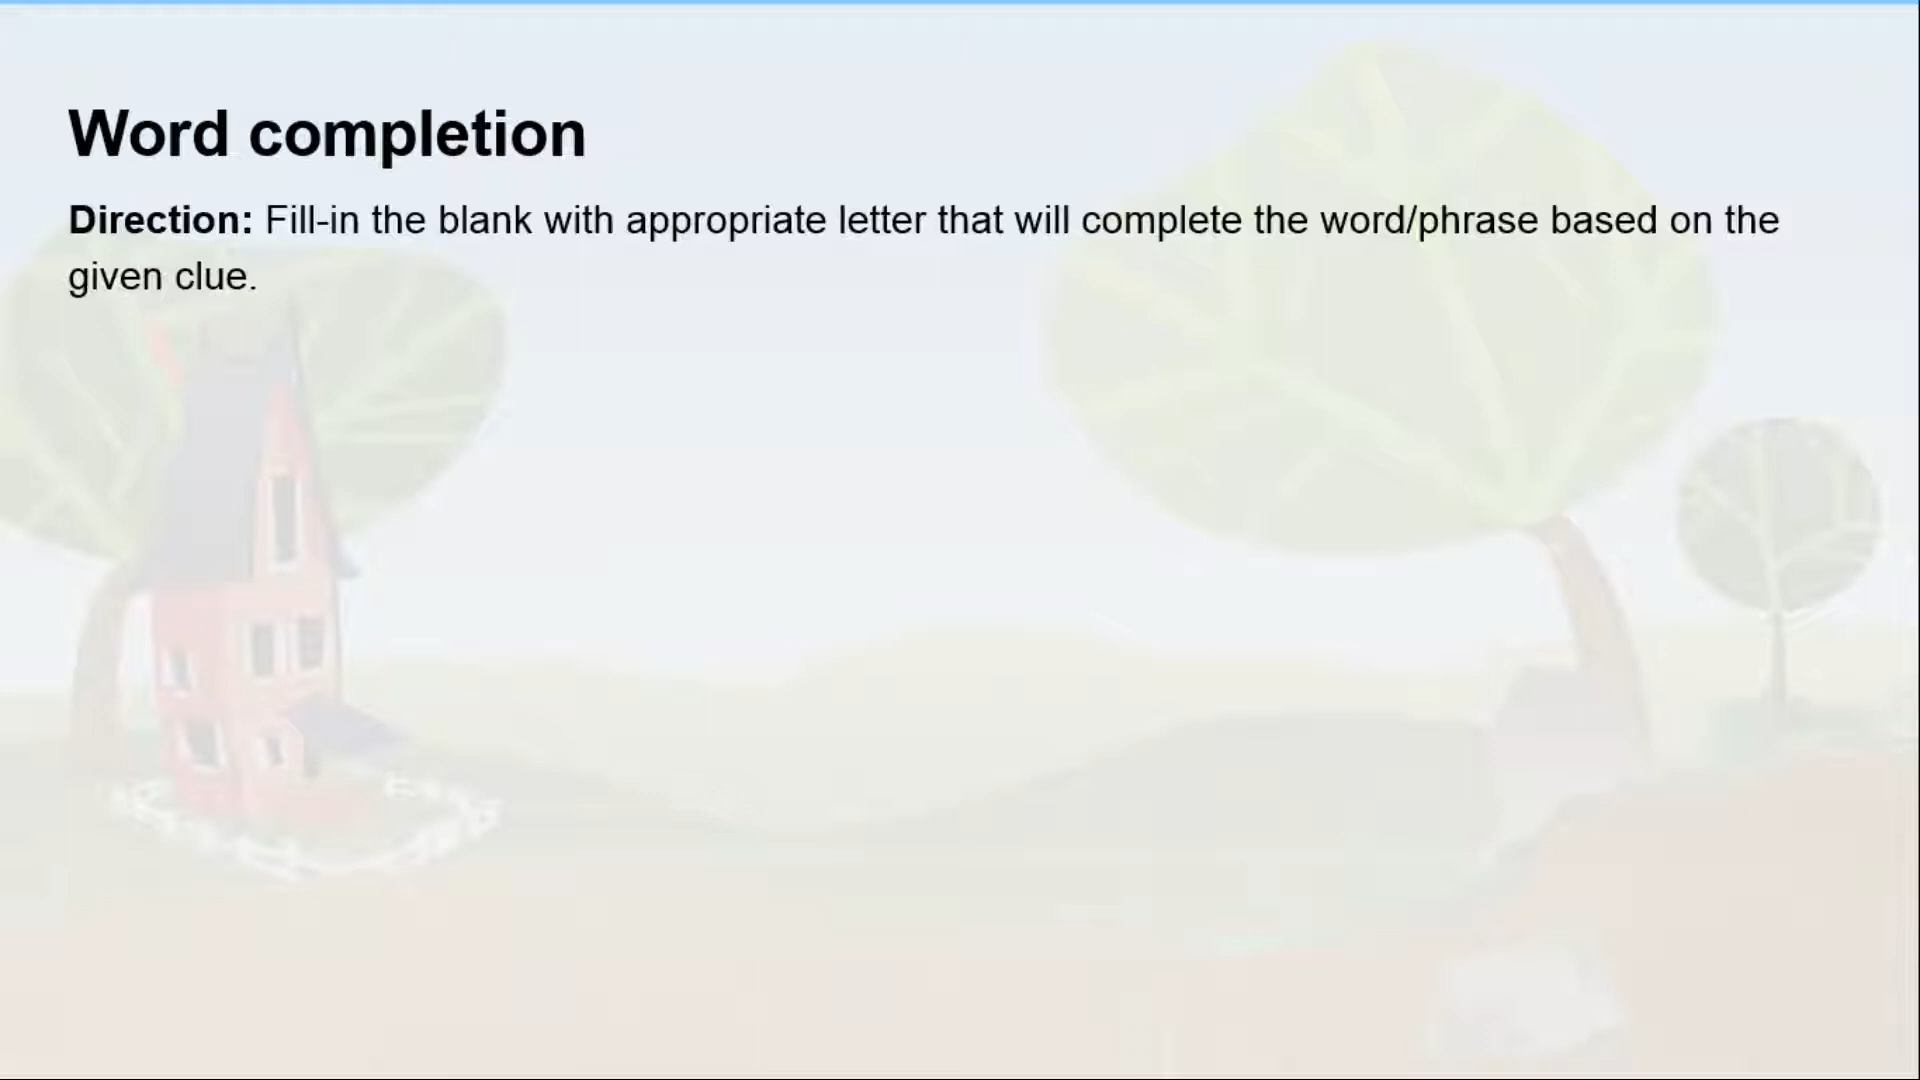 Word completion
Direction: Fill-in the blank with appropriate letter that will complete the word/phrase based on the
given clue.